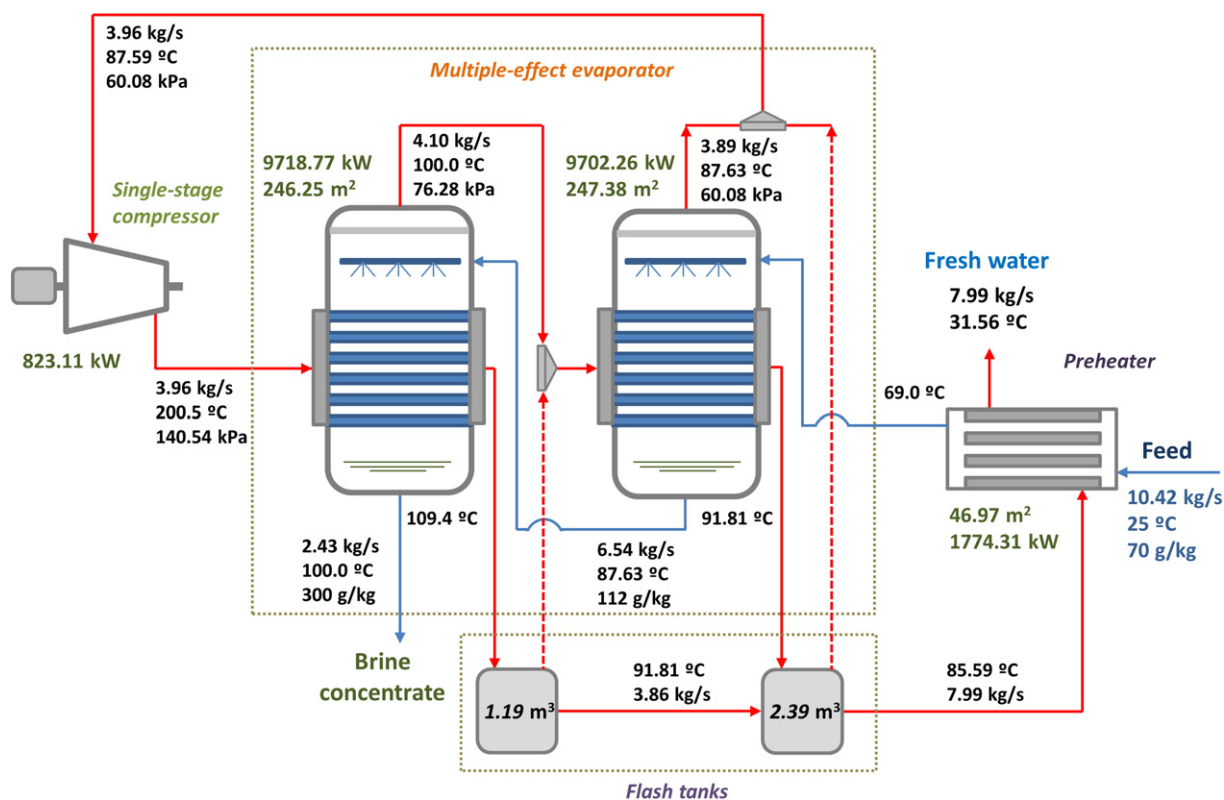 3.96 kg/s
87.59 ºC
60.08 kPa
Multiple-effect evaporator
9718.77 kW
246.25 m²
4.10 kg/s
100.0 ºC
76.28 kPa
9702.26 kW
247.38 m²
3.89 kg/s
87.63 ºC
60.08 kPa
Single-stage
compressor
823.11 kW
3.96 kg/s
200.5 ºC
140.54 kPa
Fresh water
7.99 kg/s
31.56 ºC
Preheater
69.0 ºC
Feed
10.42 kg/s
25 ºC
70 g/kg
46.97 m²
1774.31 kW
109.4 ºC
2.43 kg/s
100.0 ºC
300 g/kg
91.81 ºC
6.54 kg/s
87.63 ºC
112 g/kg
Brine
concentrate
1.19 m³
91.81 ºC
3.86 kg/s
2.39 m³
85.59 ºC
7.99 kg/s
Flash tanks